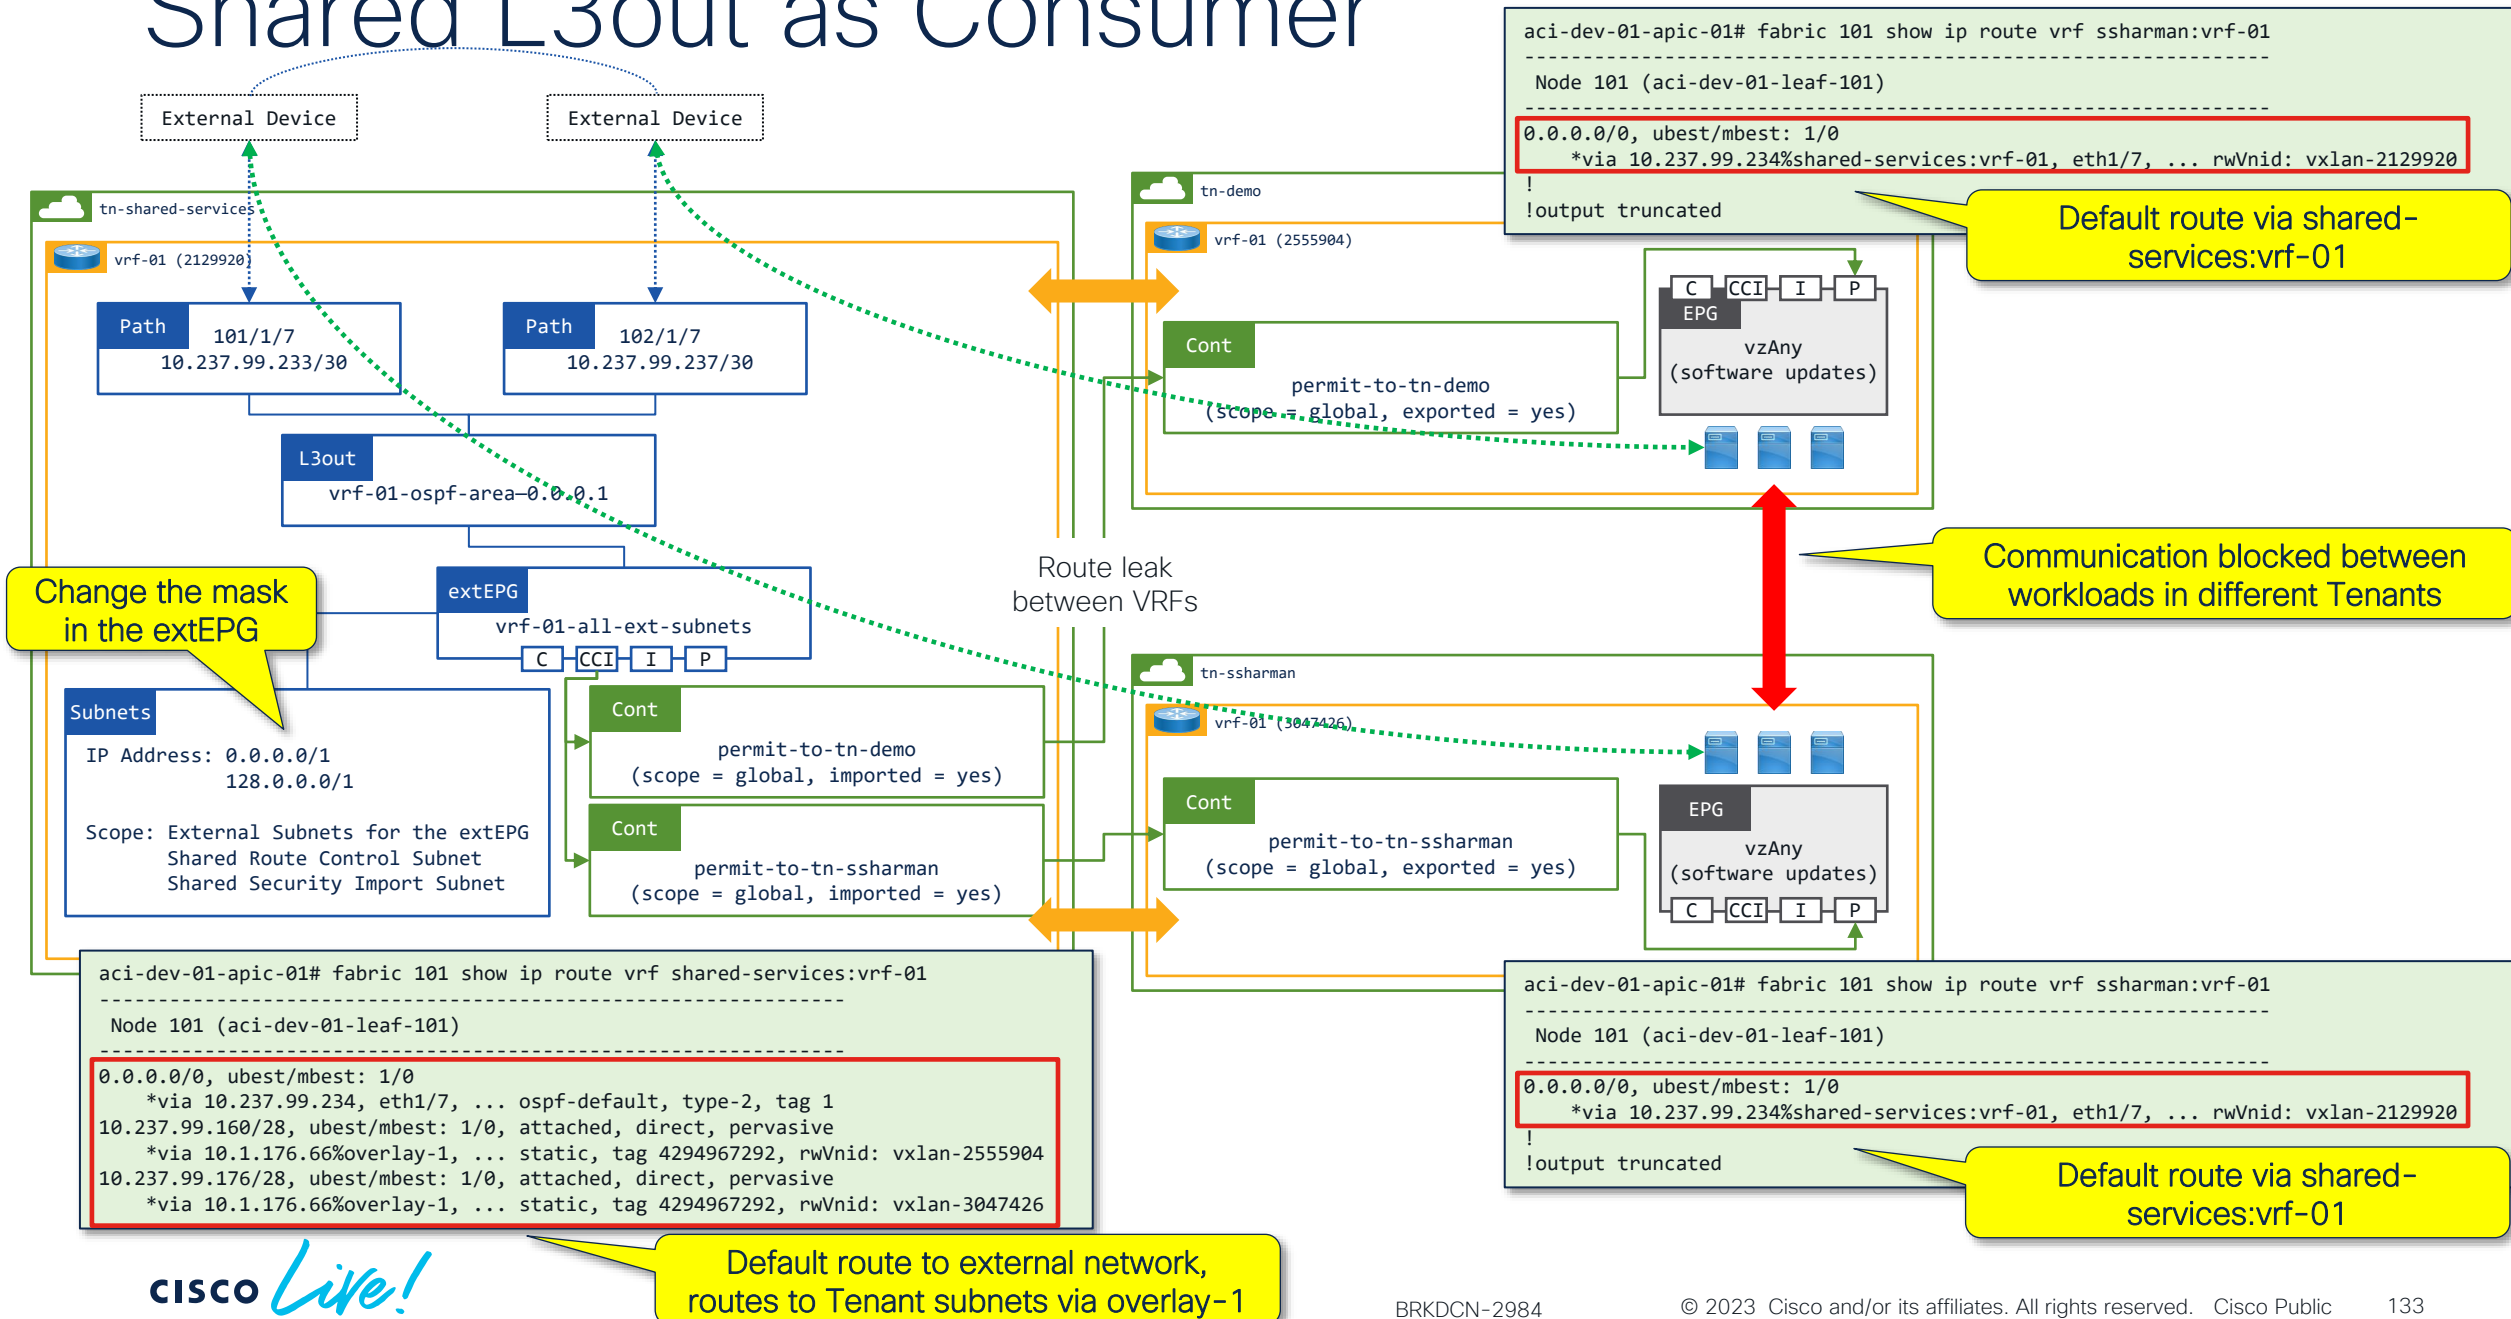 Shared L3out as Consumer
External Device
External Device
tn-shared-services
vrf-01 (2129920)
Path
101/1/7
10.237.99.233/30
Path
102/1/7
10.237.99.237/30
L3out
vrf-01-ospf-area–0.0.0.1
extEPG
vrf-01-all-ext-subnets
C
CCI
I
P
Change the mask
in the extEPG
Subnets
IP Address: 0.0.0.0/1
128.0.0.0/1
Scope: External Subnets for the extEPG
Shared Route Control Subnet
Shared Security Import Subnet
Cont
permit-to-tn-demo
(scope = global, imported = yes)
Cont
permit-to-tn-ssharman
(scope = global, imported = yes)
Route leak
between VRFs
tn-demo
vrf-01 (2555904)
Cont
permit-to-tn-demo
(scope = global, exported = yes)
C
CCI
I
P
EPG
vzAny
(software updates)
aci-dev-01-apic-01# fabric 101 show ip route vrf ssharman:vrf-01
----------------------------------------------------------------
Node 101 (aci-dev-01-leaf-101)
----------------------------------------------------------------
0.0.0.0/0, ubest/mbest: 1/0
*via 10.237.99.234%shared-services:vrf-01, eth1/7, ... rwVnid: vxlan-2129920
!
!output truncated
Default route via shared-
services:vrf-01
Communication blocked between
workloads in different Tenants
tn-ssharman
vrf-01 (3047426)
Cont
permit-to-tn-ssharman
(scope = global, exported = yes)
EPG
vzAny
(software updates)
C
CCI
I
P
aci-dev-01-apic-01# fabric 101 show ip route vrf shared-services:vrf-01
----------------------------------------------------------------
Node 101 (aci-dev-01-leaf-101)
----------------------------------------------------------------
0.0.0.0/0, ubest/mbest: 1/0
*via 10.237.99.234, eth1/7, ... ospf-default, type-2, tag 1
10.237.99.160/28, ubest/mbest: 1/0, attached, direct, pervasive
*via 10.1.176.66%overlay-1, ... static, tag 4294967292, rwVnid: vxlan-2555904
10.237.99.176/28, ubest/mbest: 1/0, attached, direct, pervasive
*via 10.1.176.66%overlay-1, ... static, tag 4294967292, rwVnid: vxlan-3047426
Default route to external network,
routes to Tenant subnets via overlay-1
aci-dev-01-apic-01# fabric 101 show ip route vrf ssharman:vrf-01
----------------------------------------------------------------
Node 101 (aci-dev-01-leaf-101)
----------------------------------------------------------------
0.0.0.0/0, ubest/mbest: 1/0
*via 10.237.99.234%shared-services:vrf-01, eth1/7, ... rwVnid: vxlan-2129920
!
!output truncated
Default route via shared-
services:vrf-01
CISCO Live!
BRKDCN-2984
© 2023 Cisco and/or its affiliates. All rights reserved. Cisco Public
133